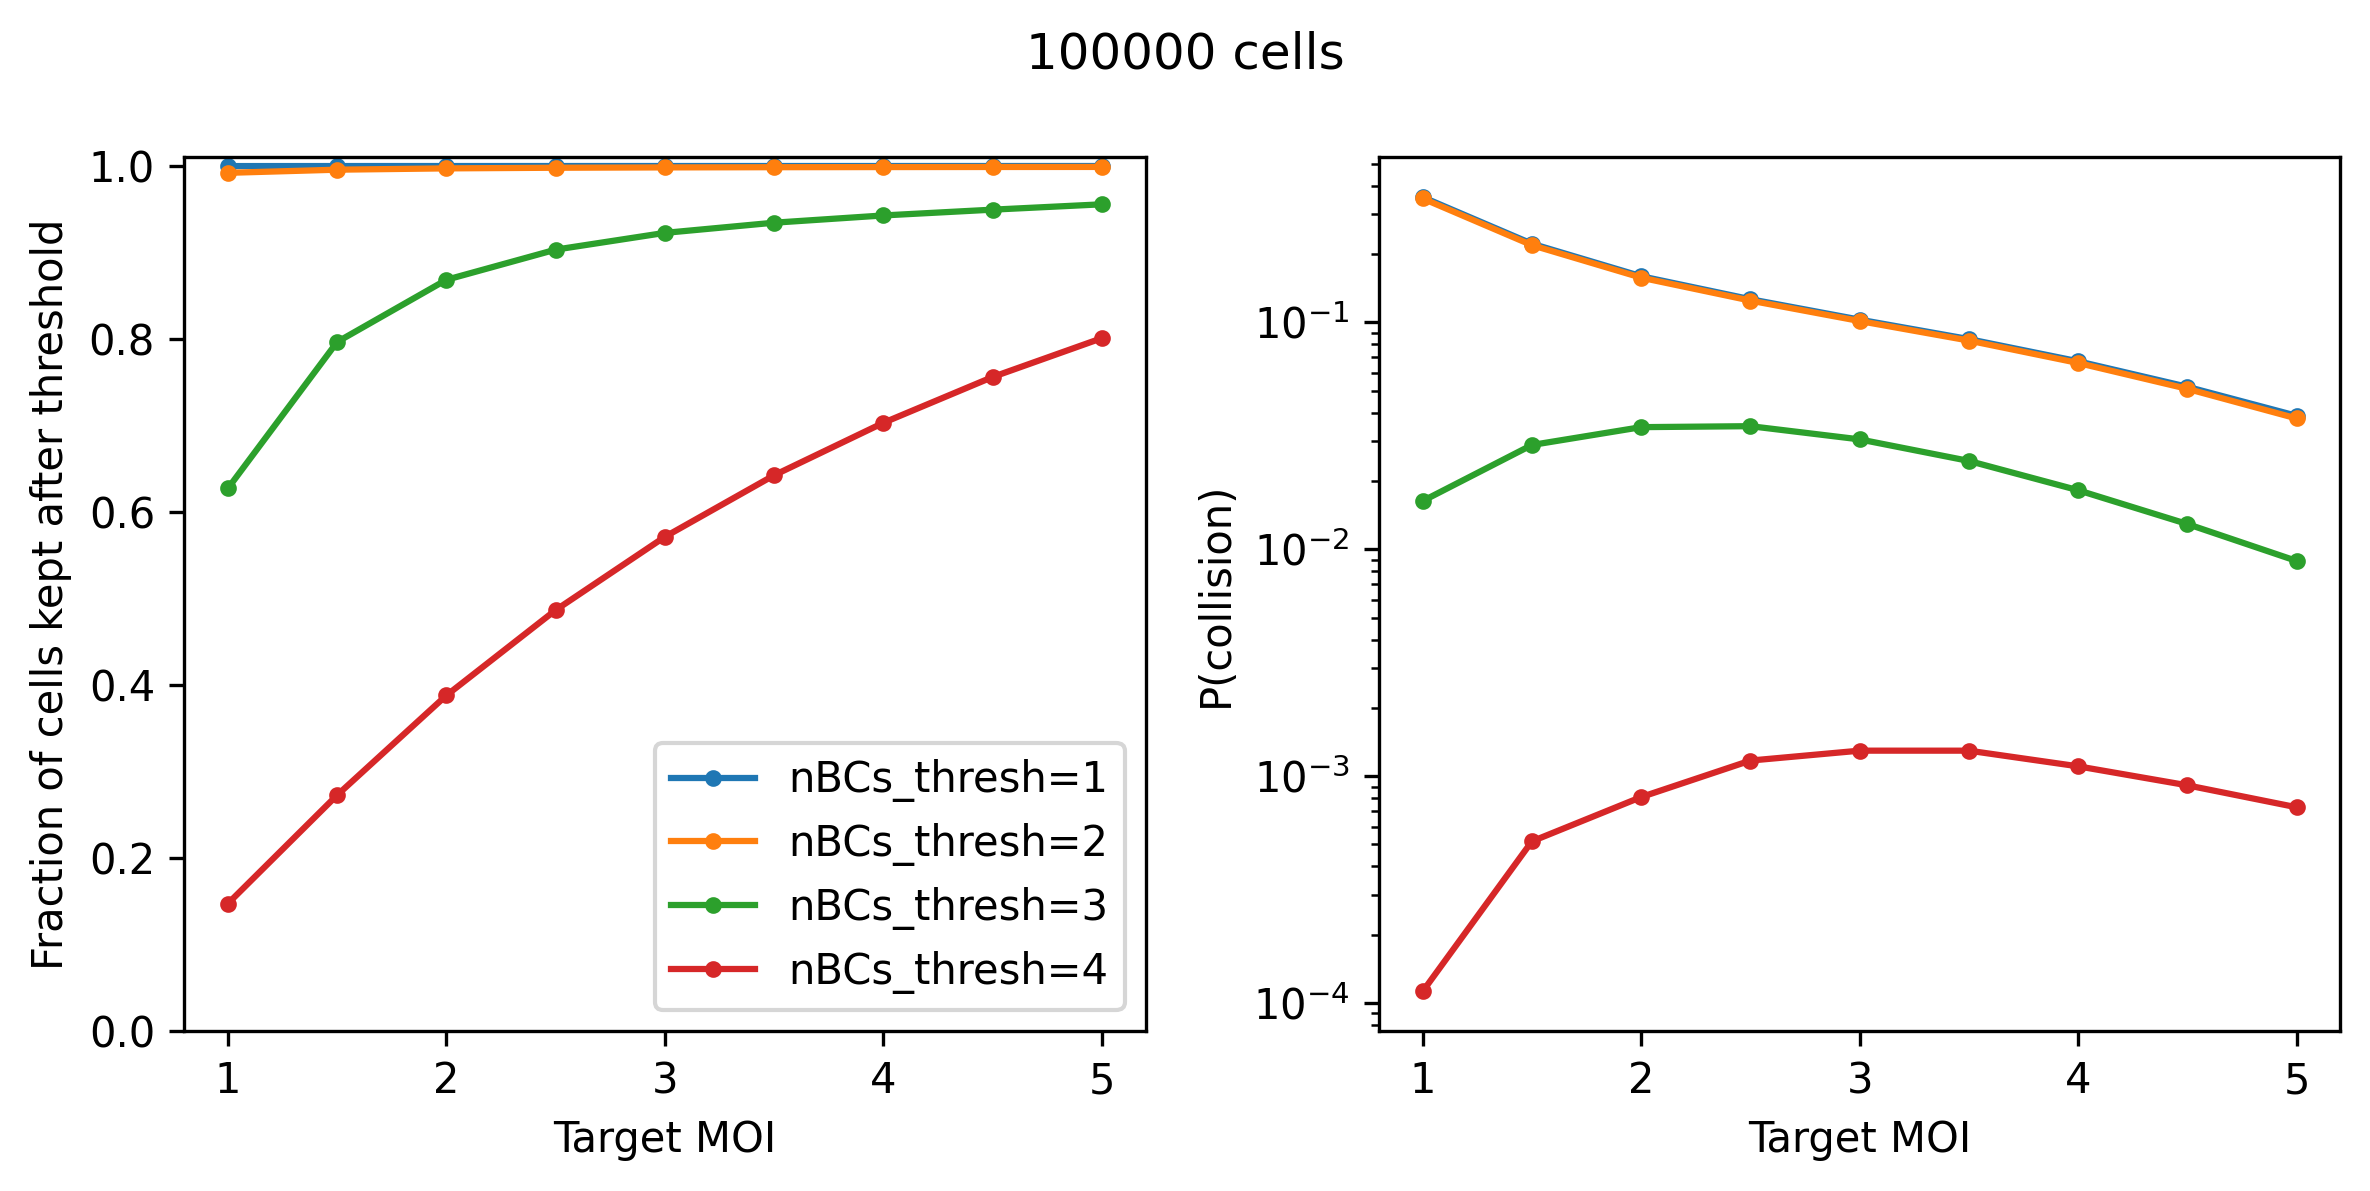 100000 cells
Fraction of cells kept after threshold
1.0
0.8
0.6
0.4
0.2
0.0
1 2 3 4 5
Target MOI
nBCs_thresh=1
nBCs_thresh=2
nBCs_thresh=3
nBCs_thresh=4
P(collision)
10⁻¹
10⁻²
10⁻³
10⁻⁴
1 2 3 4 5
Target MOI